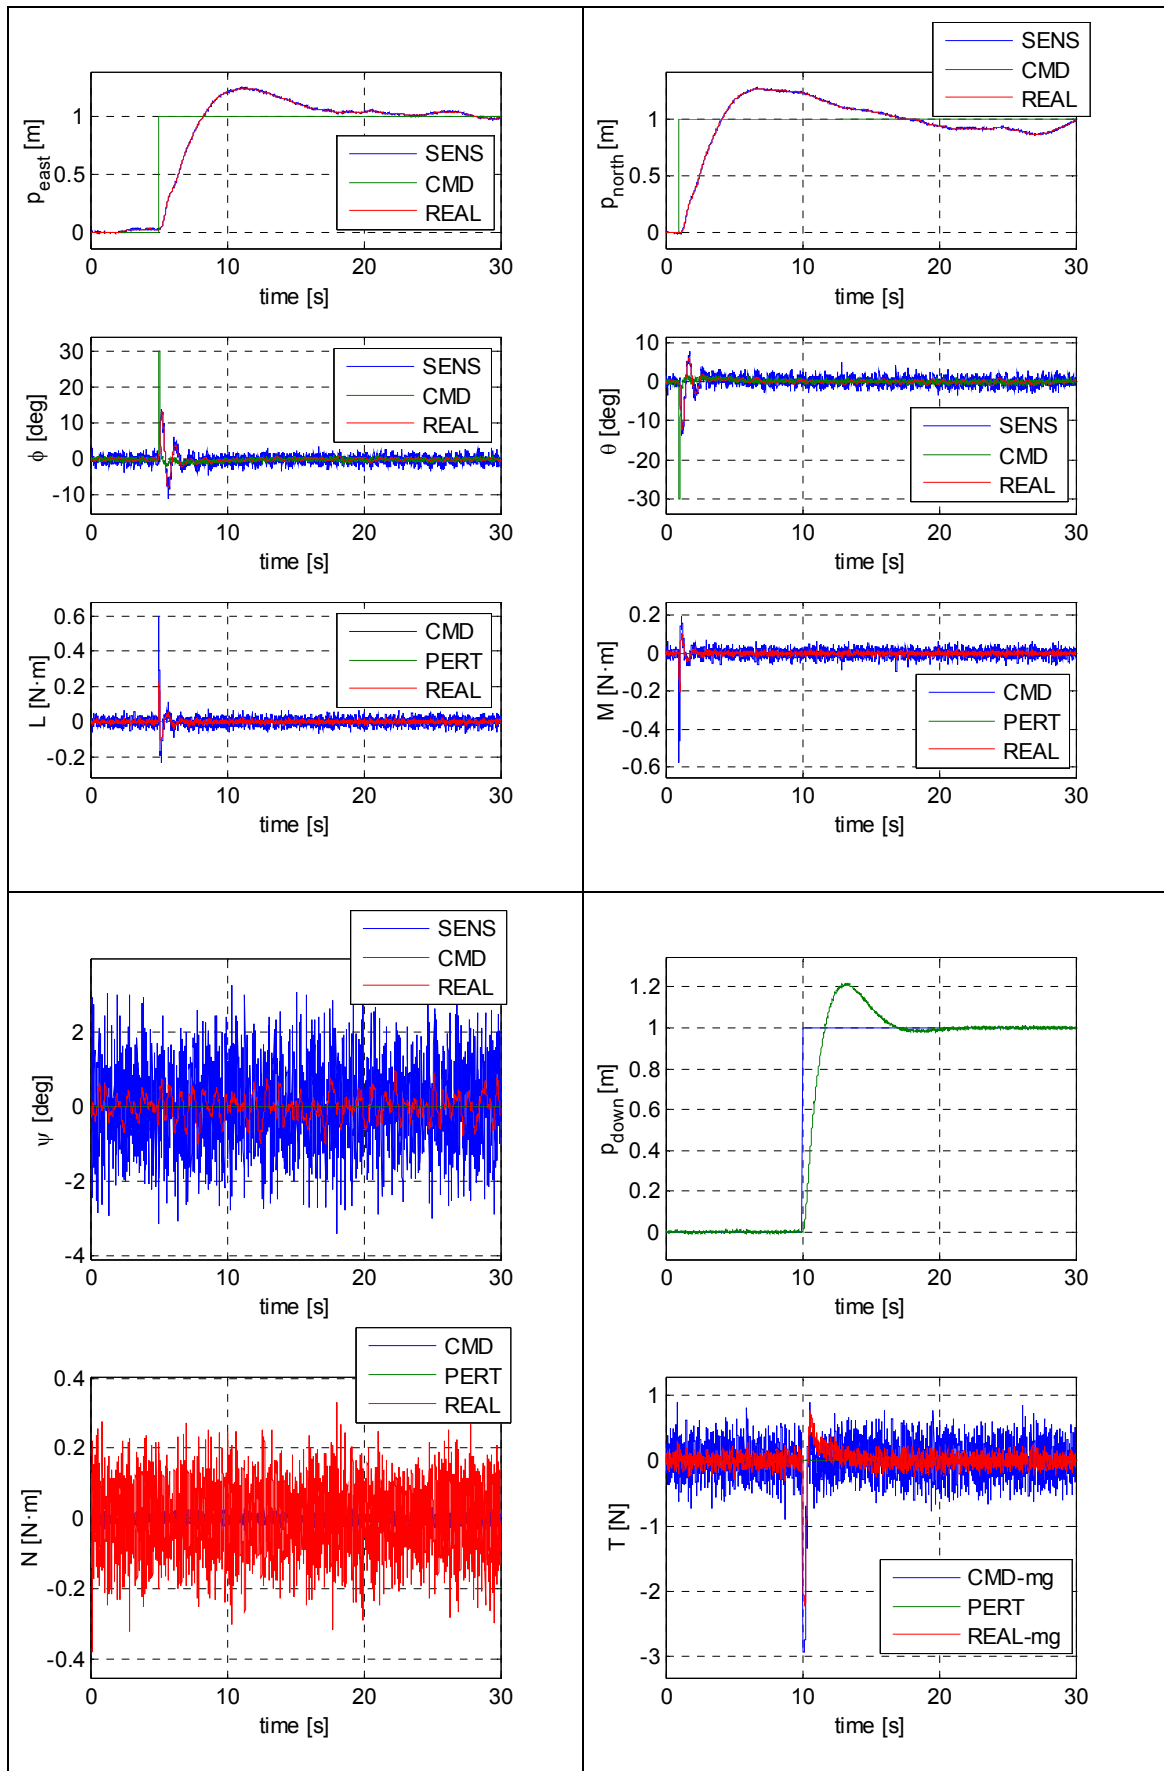 SENS
CMD
REAL
p_east [m]
1
0.5
0
0 10 20 30
time [s]
SENS
CMD
REAL
p_north [m]
1
0.5
0
0 10 20 30
time [s]
SENS
CMD
REAL
ϕ [deg]
30
20
10
0
-10
0 10 20 30
time [s]
SENS
CMD
REAL
θ [deg]
10
0
-10
-20
-30
0 10 20 30
time [s]
CMD
PERT
REAL
L [N·m]
0.6
0.4
0.2
0
-0.2
0 10 20 30
time [s]
CMD
PERT
REAL
M [N·m]
0.2
0
-0.2
-0.4
-0.6
0 10 20 30
time [s]
SENS
CMD
REAL
ψ [deg]
2
0
-2
-4
0 10 20 30
time [s]
p_down [m]
1.2
1
0.8
0.6
0.4
0.2
0
0 10 20 30
time [s]
CMD
PERT
REAL
N [N·m]
0.4
0.2
0
-0.2
-0.4
0 10 20 30
time [s]
T [N]
1
0
-1
-2
-3
CMD-mg
PERT
REAL-mg
0 10 20 30
time [s]